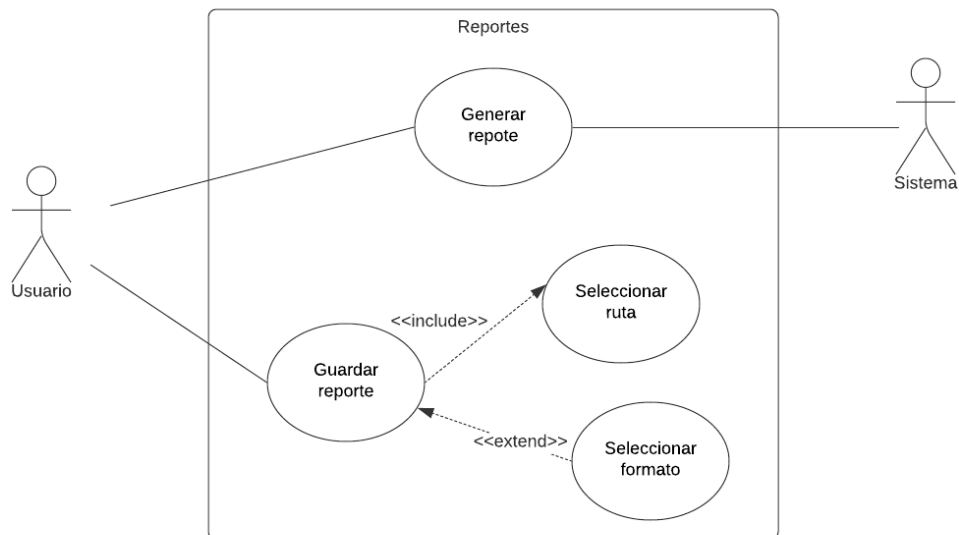 Reportes
Generar
repote
Sistema
Usuario
Seleccionar
ruta
<<include>>
Guardar
reporte
<<extend>>
Seleccionar
formato